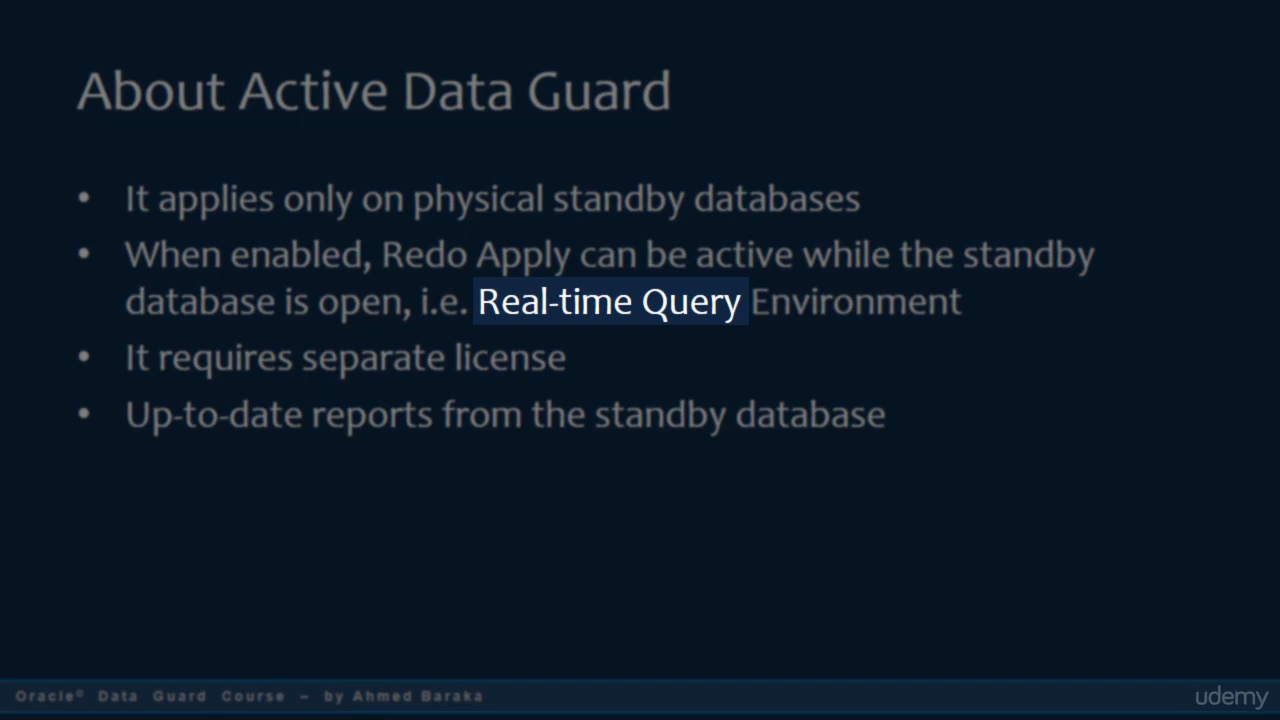 About Active Data Guard
• It applies only on physical standby databases
• When enabled, Redo Apply can be active while the standby
database is open, i.e. Real-time Query Environment
• It requires separate license
• Up-to-date reports from the standby database
Oracle® Data Guard Course – by Ahmed Baraka
udemy